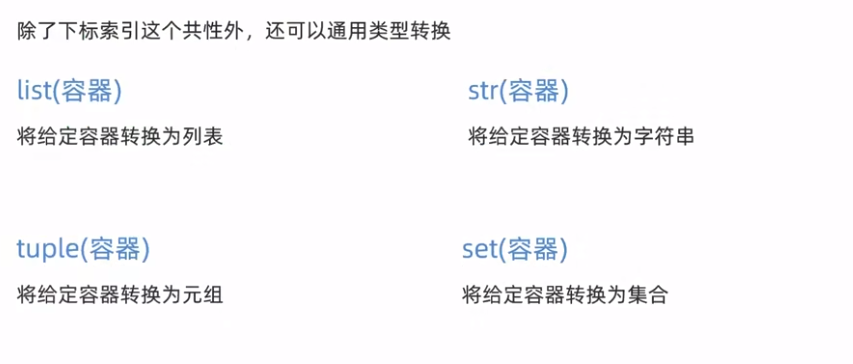 除了下标索引这个共性外，还可以通用类型转换
list(容器)
将给定容器转换为列表
str(容器)
将给定容器转换为字符串
tuple(容器)
将给定容器转换为元组
set(容器)
将给定容器转换为集合